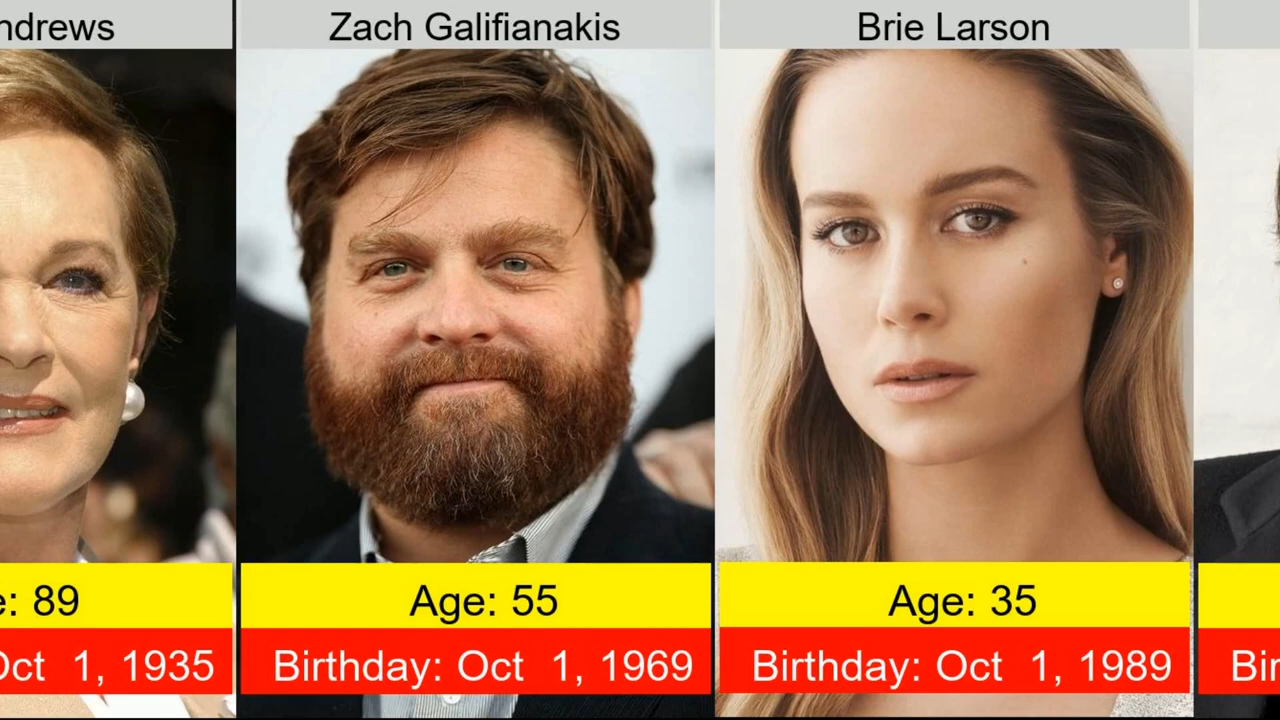 ndrews
Zach Galifianakis
Brie Larson
e: 89
Age: 55
Age: 35
Oct 1, 1935
Birthday: Oct 1, 1969
Birthday: Oct 1, 1989
Bir